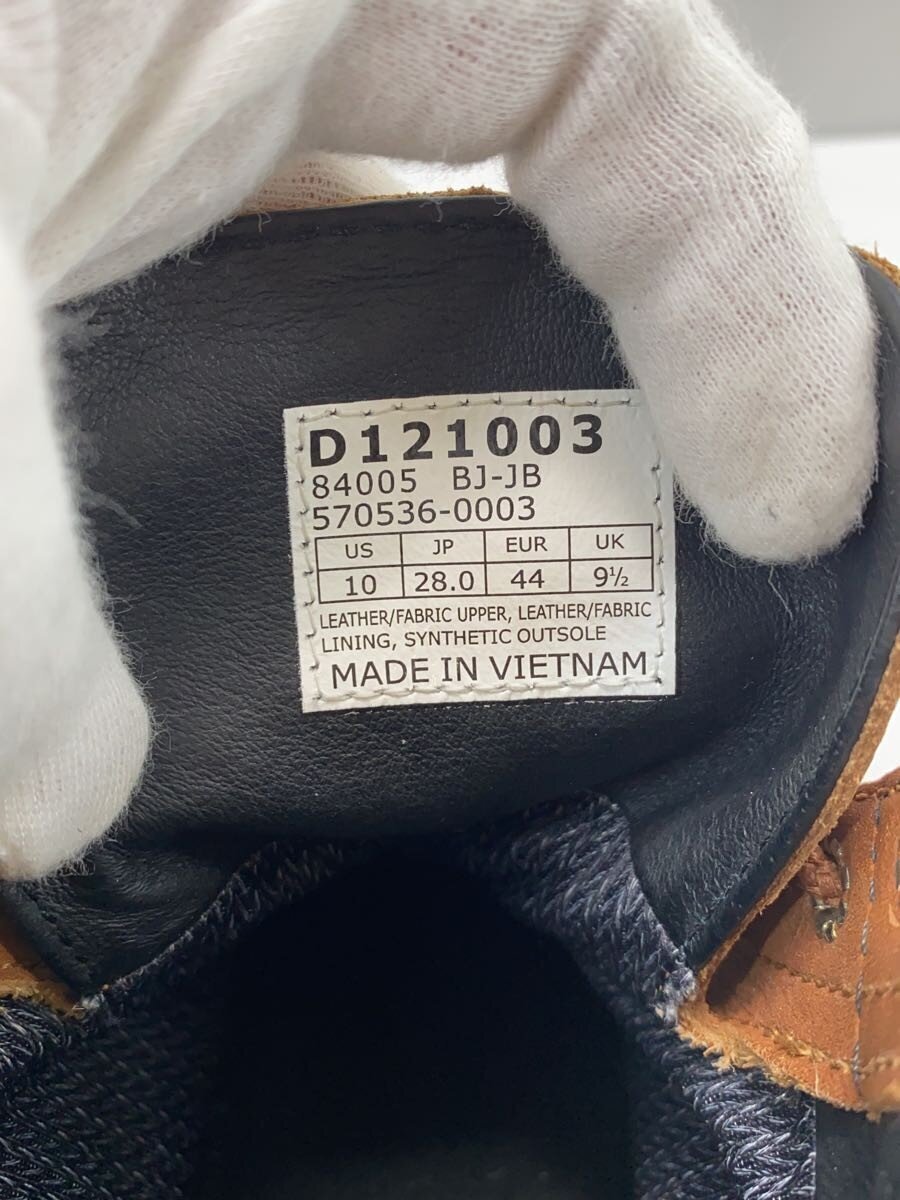 D121003
84005 BJ-JB
570536-0003
US JP EUR UK
10 28.0 44 9½
LEATHER/FABRIC UPPER, LEATHER/FABRIC
LINING, SYNTHETIC OUTSOLE
MADE IN VIETNAM